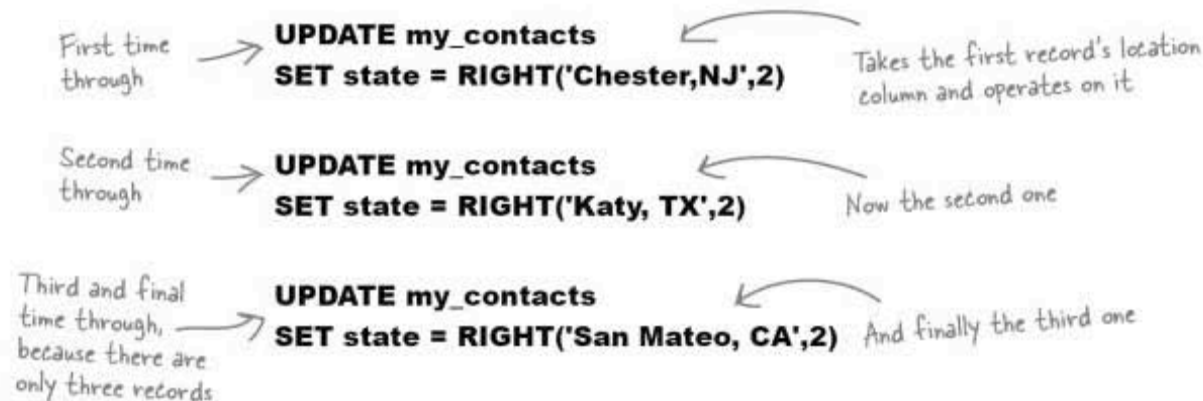 First time
through
UPDATE my_contacts
SET state = RIGHT('Chester,NJ',2)
Takes the first record's location
column and operates on it
Second time
through
UPDATE my_contacts
SET state = RIGHT('Katy, TX',2)
Now the second one
Third and final
time through,
because there are
only three records
UPDATE my_contacts
SET state = RIGHT('San Mateo, CA',2)
And finally the third one